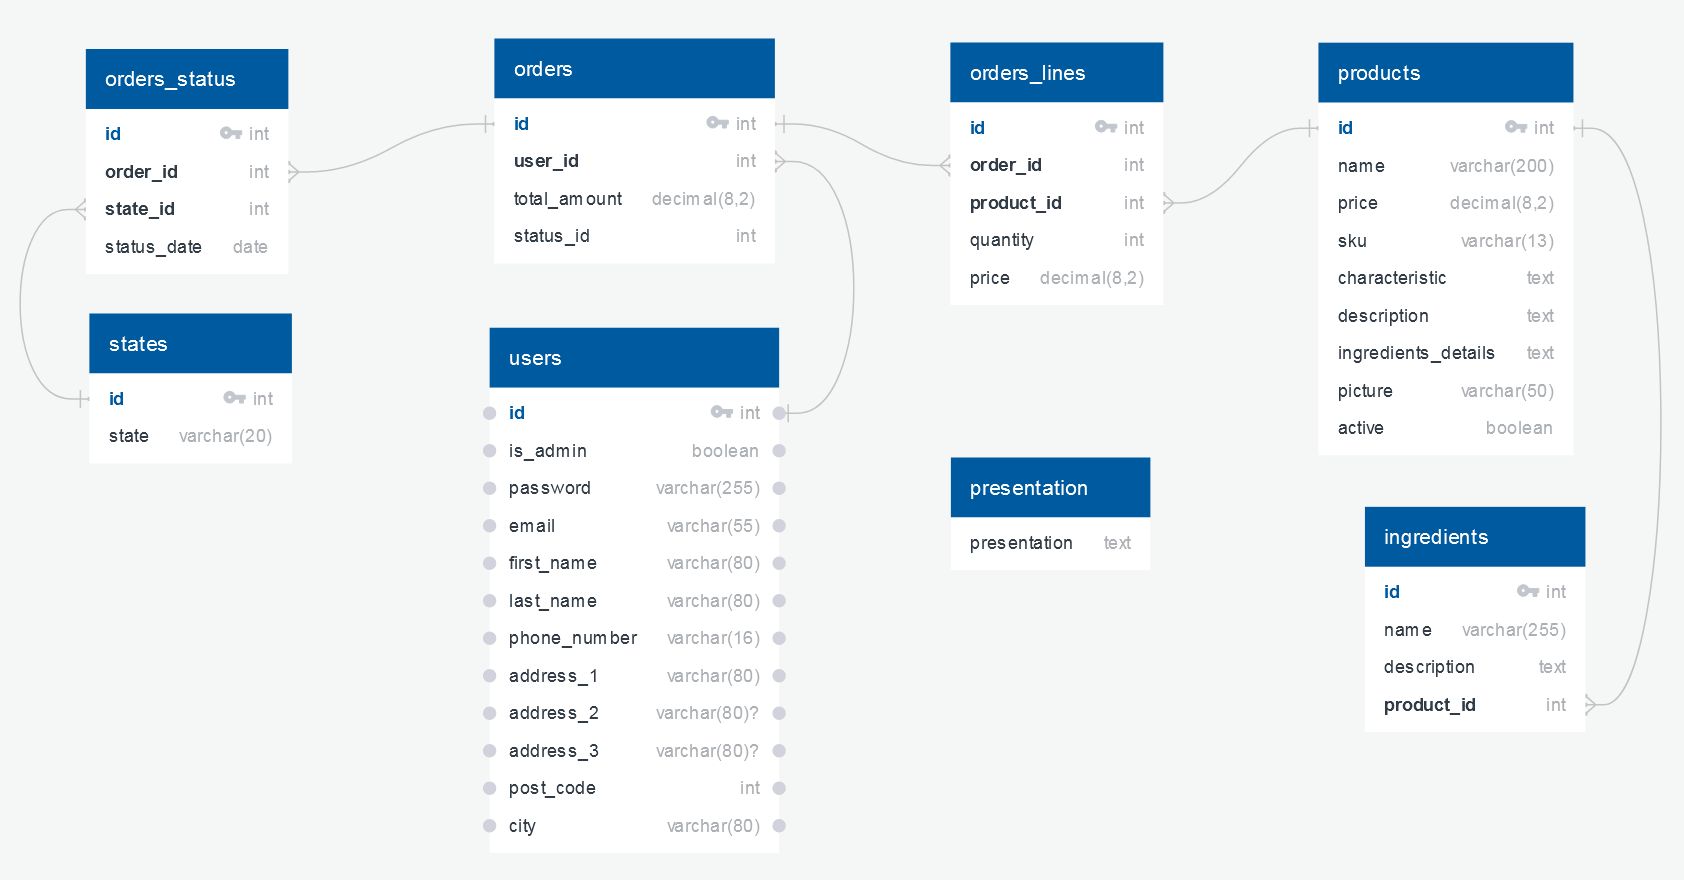 orders_status
id int
order_id int
state_id int
status_date date
states
id int
state varchar(20)
orders
id int
user_id int
total_amount decimal(8,2)
status_id int
users
id int
is_admin boolean
password varchar(255)
email varchar(55)
first_name varchar(80)
last_name varchar(80)
phone_number varchar(16)
address_1 varchar(80)
address_2 varchar(80)?
address_3 varchar(80)?
post_code int
city varchar(80)
orders_lines
id int
order_id int
product_id int
quantity int
price decimal(8,2)
presentation
presentation text
products
id int
name varchar(200)
price decimal(8,2)
sku varchar(13)
characteristic text
description text
ingredients_details text
picture varchar(50)
active boolean
ingredients
id int
name varchar(255)
description text
product_id int